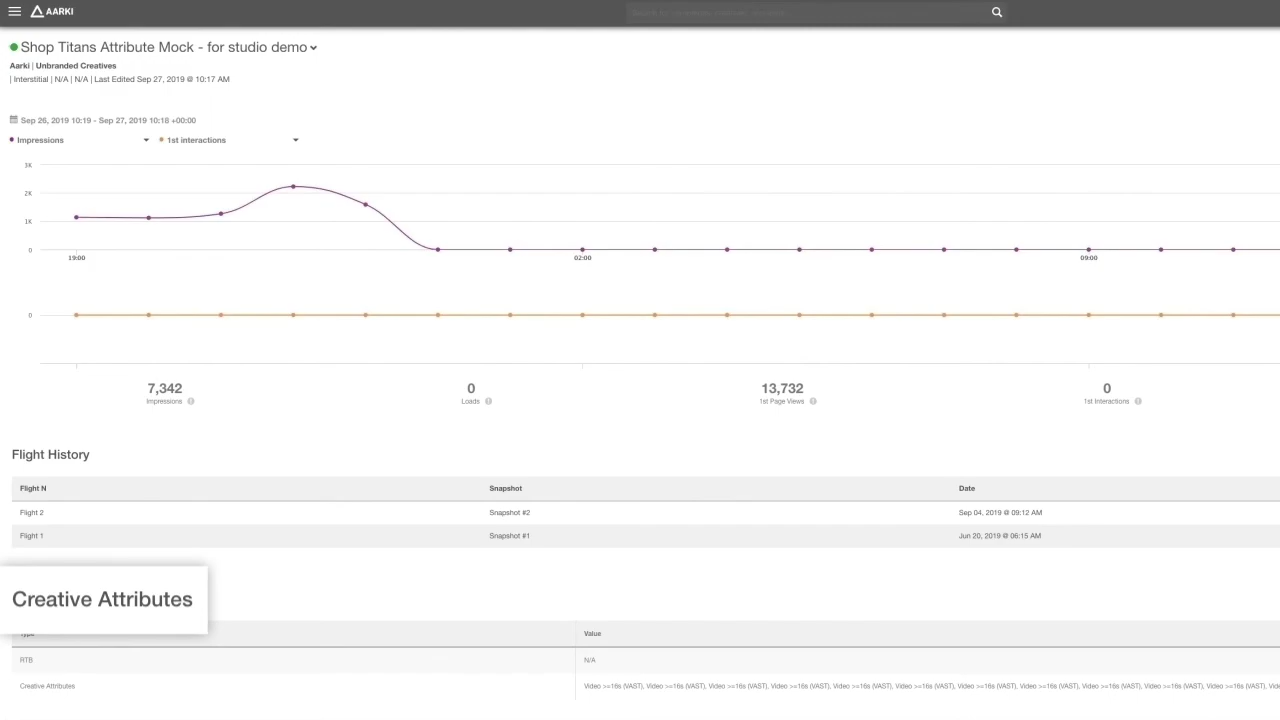 AARKI
Shop Titans Attribute Mock - for studio demo
Aarki | Unbranded Creatives
| Interstitial | N/A | N/A | Last Edited Sep 27, 2019 @ 10:17 AM
Sep 26, 2019 10:19 - Sep 27, 2019 10:18 +00:00
Impressions 1st interactions
3K
2K
1K
0
19:00 02:00 09:00
0
7,342 0 13,732 0
Impressions Loads 1st Page Views 1st Interactions
Flight History
Flight N Snapshot Date
Flight 2 Snapshot #2 Sep 04, 2019 @ 09:12 AM
Flight 1 Snapshot #1 Jun 20, 2019 @ 06:15 AM
Creative Attributes
Type Value
RTB N/A
Creative Attributes Video >=16s (VAST), Video >=16s (VAST), Video >=16s (VAST), Video >=16s (VAST), Video >=16s (VAST), Video >=16s (VAST), Video >=16s (VAST), Video >=16s (VAST), Video >=16s (VAST), Video >=16s (VAST), Video >=16s (VAST),